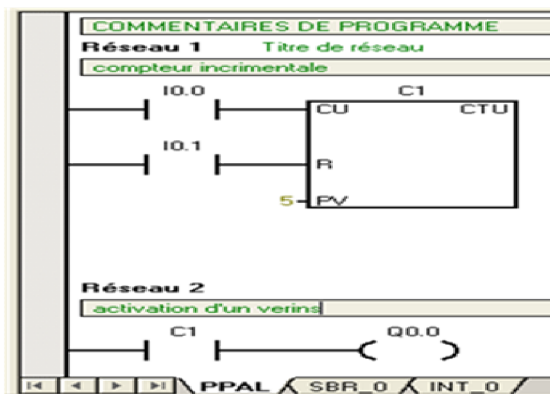 COMMENTAIRES DE PROGRAMME
Réseau 1 Titre de réseau
compteur incrimentale
I0.0 C1
CU CTU
I0.1
R
5 PV
Réseau 2
activation d'un verins
C1 Q0.0
PPAL SBR_0 INT_0